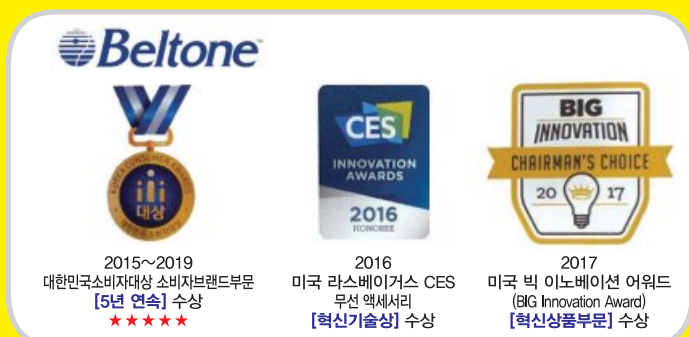 Beltone
KOREA CONSUMER AWARD
대상
CES
INNOVATION
AWARDS
2016
HONOREE
BIG
INNOVATION
CHAIRMAN'S CHOICE
20 17
2015~2019
대한민국소비자대상 소비자브랜드부문
[5년 연속] 수상
★★★★★
2016
미국 라스베이거스 CES
무선 액세서리
[혁신기술상] 수상
2017
미국 빅 이노베이션 어워드
(BIG Innovation Award)
[혁신상품부문] 수상